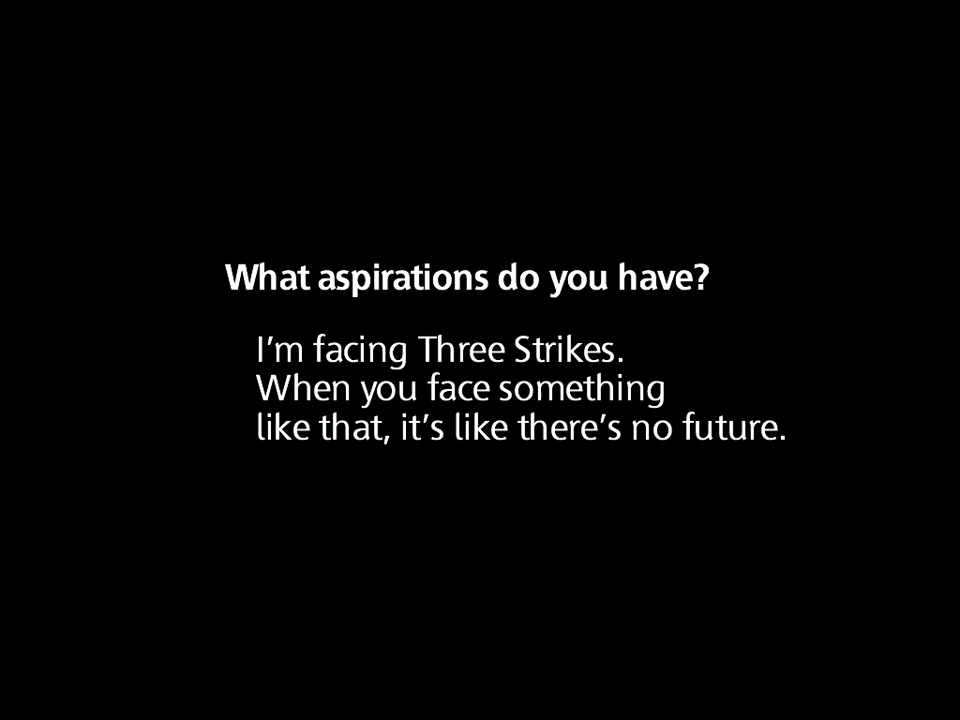 What aspirations do you have?
I’m facing Three Strikes.
When you face something
like that, it’s like there’s no future.